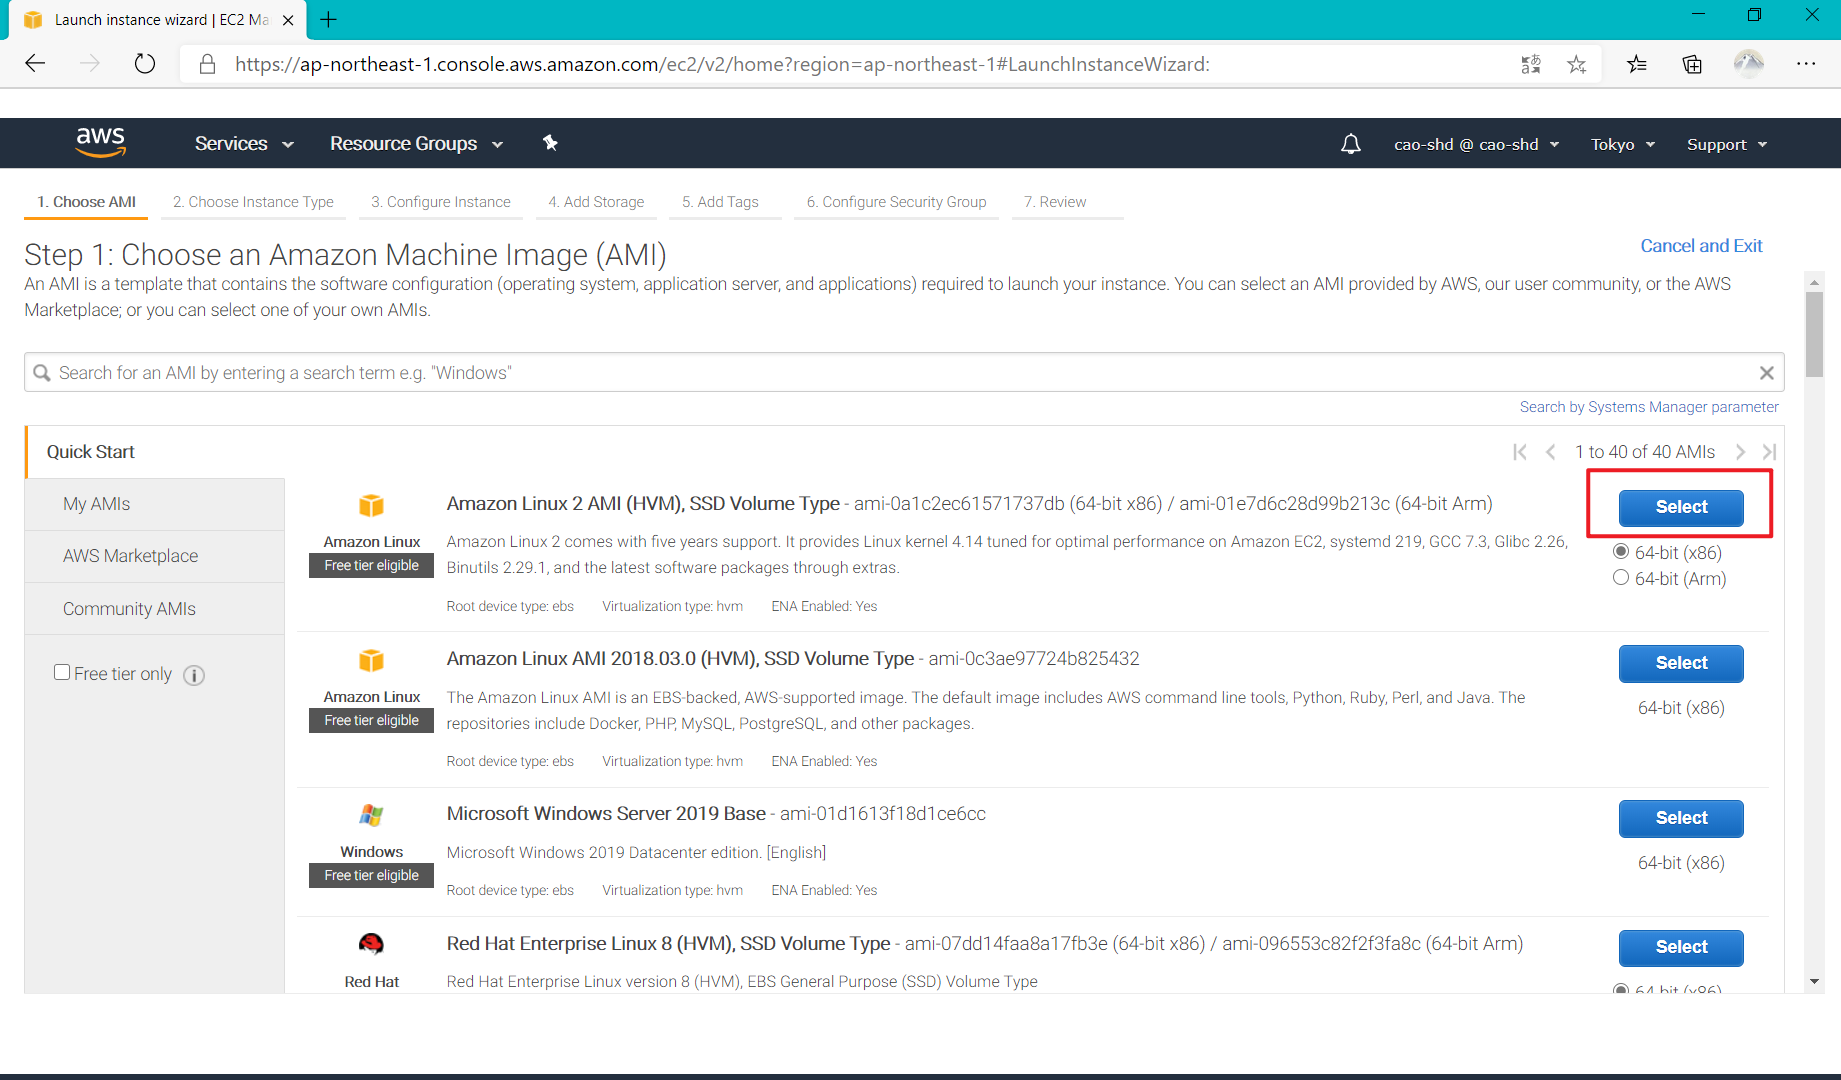 Launch instance wizard | EC2 Ma
https://ap-northeast-1.console.aws.amazon.com/ec2/v2/home?region=ap-northeast-1#LaunchInstanceWizard:
aws Services Resource Groups cao-shd @ cao-shd Tokyo Support
1. Choose AMI 2. Choose Instance Type 3. Configure Instance 4. Add Storage 5. Add Tags 6. Configure Security Group 7. Review
Step 1: Choose an Amazon Machine Image (AMI)
Cancel and Exit
An AMI is a template that contains the software configuration (operating system, application server, and applications) required to launch your instance. You can select an AMI provided by AWS, our user community, or the AWS
Marketplace; or you can select one of your own AMIs.
Search for an AMI by entering a search term e.g. "Windows"
Search by Systems Manager parameter
Quick Start
1 to 40 of 40 AMIs
My AMIs
AWS Marketplace
Community AMIs
Free tier only
Amazon Linux
Free tier eligible
Amazon Linux 2 AMI (HVM), SSD Volume Type - ami-0a1c2ec61571737db (64-bit x86) / ami-01e7d6c28d99b213c (64-bit Arm)
Amazon Linux 2 comes with five years support. It provides Linux kernel 4.14 tuned for optimal performance on Amazon EC2, systemd 219, GCC 7.3, Glibc 2.26,
Binutils 2.29.1, and the latest software packages through extras.
Root device type: ebs Virtualization type: hvm ENA Enabled: Yes
Select
64-bit (x86)
64-bit (Arm)
Amazon Linux
Free tier eligible
Amazon Linux AMI 2018.03.0 (HVM), SSD Volume Type - ami-0c3ae97724b825432
The Amazon Linux AMI is an EBS-backed, AWS-supported image. The default image includes AWS command line tools, Python, Ruby, Perl, and Java. The
repositories include Docker, PHP, MySQL, PostgreSQL, and other packages.
Root device type: ebs Virtualization type: hvm ENA Enabled: Yes
Select
64-bit (x86)
Windows
Free tier eligible
Microsoft Windows Server 2019 Base - ami-01d1613f18d1ce6cc
Microsoft Windows 2019 Datacenter edition. [English]
Root device type: ebs Virtualization type: hvm ENA Enabled: Yes
Select
64-bit (x86)
Red Hat
Red Hat Enterprise Linux 8 (HVM), SSD Volume Type - ami-07dd14faa8a17fb3e (64-bit x86) / ami-096553c82f2f3fa8c (64-bit Arm)
Red Hat Enterprise Linux version 8 (HVM), EBS General Purpose (SSD) Volume Type
Select
64-bit (x86)